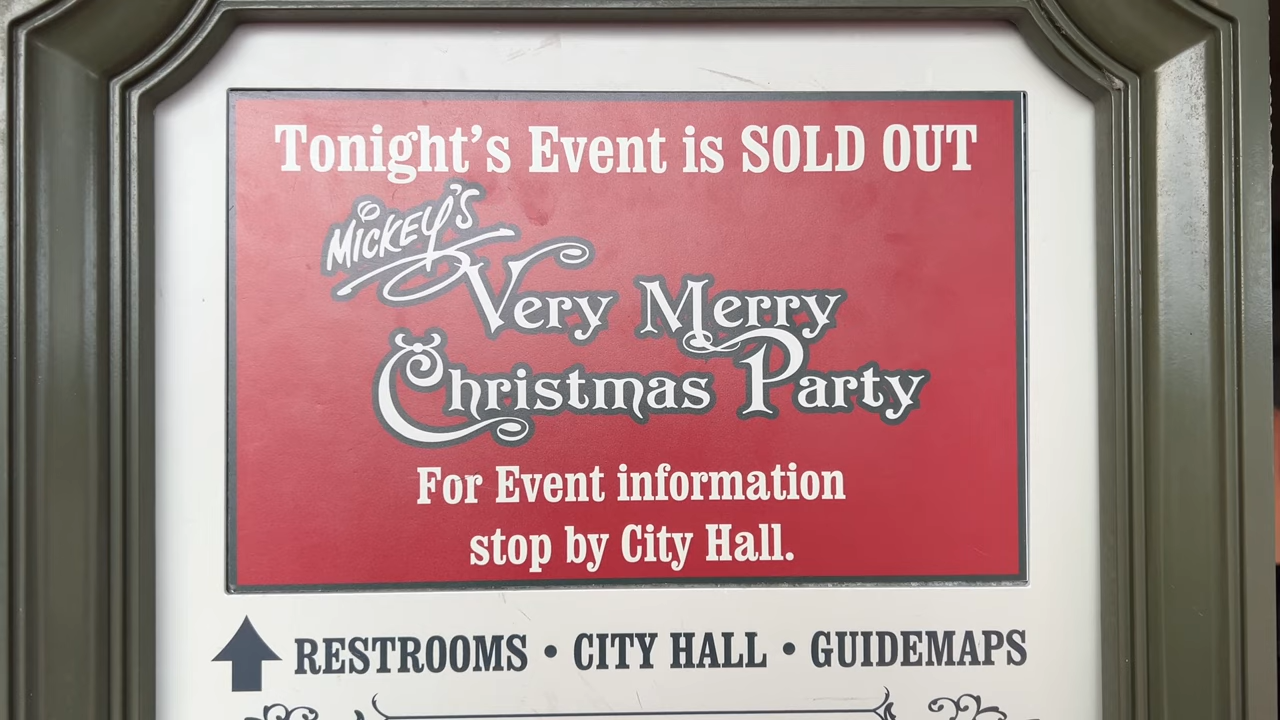 Tonight's Event is SOLD OUT
MICKEY'S
Very Merry
Christmas Party
For Event information
stop by City Hall.
RESTROOMS • CITY HALL • GUIDEMAPS